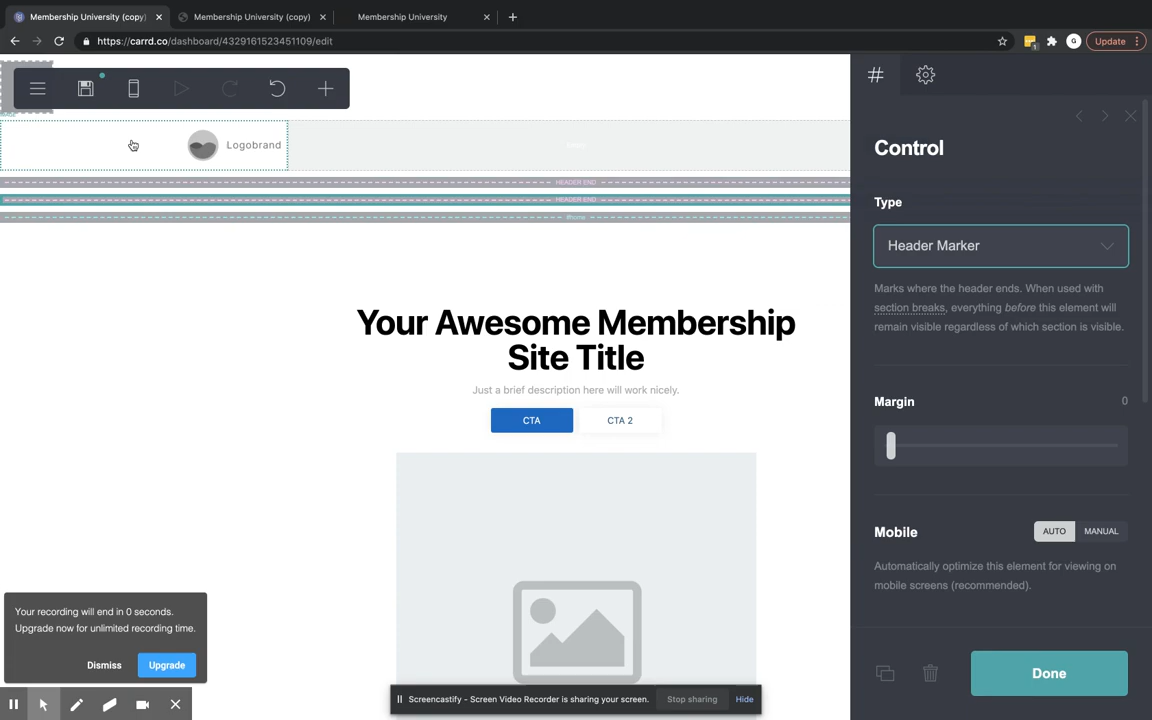 Membership University (copy)
Membership University (copy)
Membership University
https://carrd.co/dashboard/4329161523451109/edit
G
Update
Logobrand
HEADER END
HEADER END
#home
Your Awesome Membership
Site Title
Just a brief description here will work nicely.
CTA
CTA 2
#
Control
Type
Header Marker
Marks where the header ends. When used with
section breaks, everything before this element will
remain visible regardless of which section is visible.
Margin
0
Mobile
AUTO
MANUAL
Automatically optimize this element for viewing on
mobile screens (recommended).
Done
Your recording will end in 0 seconds.
Upgrade now for unlimited recording time.
Dismiss
Upgrade
Screencastify - Screen Video Recorder is sharing your screen.
Stop sharing
Hide